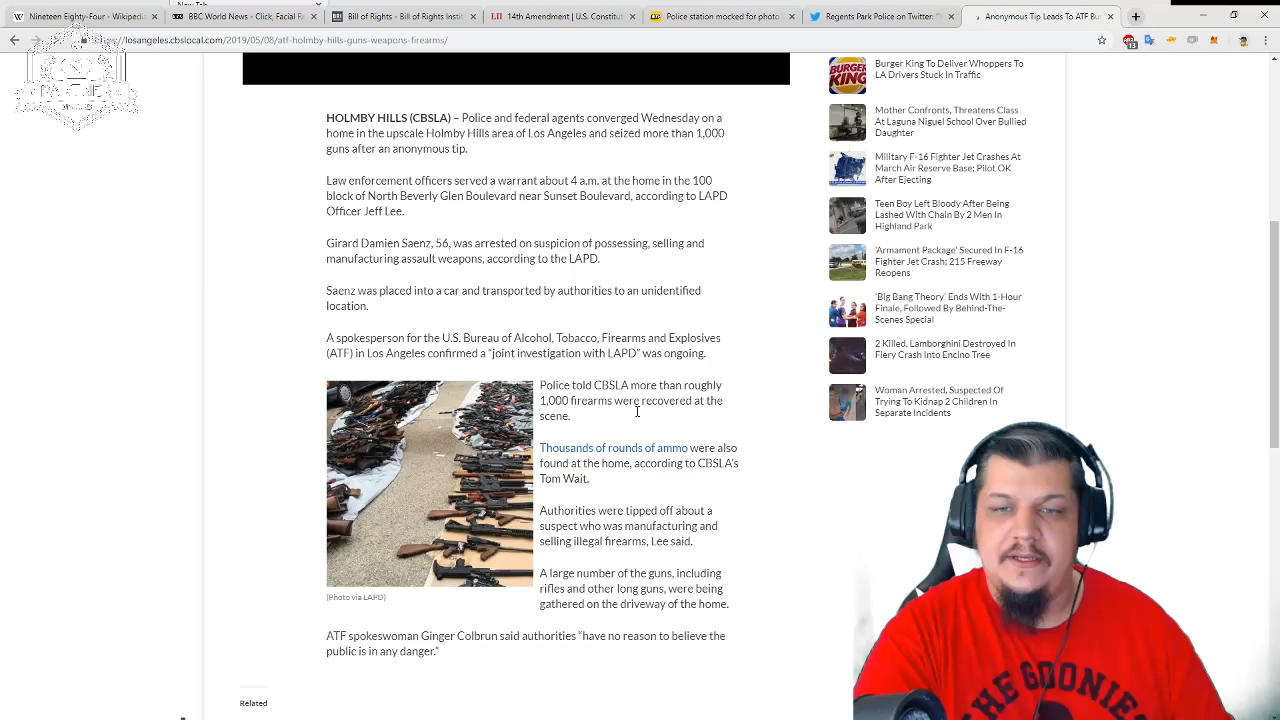 Nineteen Eighty-Four - Wikipedi
BBC World News - Click, Facial Re
Bill of Rights - Bill of Rights Insti
14th Amendment | U.S. Constitut
Police station mocked for photo
Regents Park Police on Twitter: "
Anonymous Tip Leads To ATF Bu
losangeles.cbslocal.com/2019/05/08/atf-holmby-hills-guns-weapons-firearms/
13
HOLMBY HILLS (CBSLA) – Police and federal agents converged Wednesday on a
home in the upscale Holmby Hills area of Los Angeles and seized more than 1,000
guns after an anonymous tip.
Law enforcement officers served a warrant about 4 a.m. at the home in the 100
block of North Beverly Glen Boulevard near Sunset Boulevard, according to LAPD
Officer Jeff Lee.
Girard Damien Saenz, 56, was arrested on suspicion of possessing, selling and
manufacturing assault weapons, according to the LAPD.
Saenz was placed into a car and transported by authorities to an unidentified
location.
A spokesperson for the U.S. Bureau of Alcohol, Tobacco, Firearms and Explosives
(ATF) in Los Angeles confirmed a “joint investigation with LAPD” was ongoing.
Police told CBSLA more than roughly
1,000 firearms were recovered at the
scene.
Thousands of rounds of ammo were also
found at the home, according to CBSLA’s
Tom Wait.
Authorities were tipped off about a
suspect who was manufacturing and
selling illegal firearms, Lee said.
A large number of the guns, including
rifles and other long guns, were being
gathered on the driveway of the home.
(Photo via LAPD)
ATF spokeswoman Ginger Colbrun said authorities “have no reason to believe the
public is in any danger.”
Related
BURGER
KING
Burger King To Deliver Whoppers To
LA Drivers Stuck In Traffic
Mother Confronts, Threatens Class
At Laguna Niguel School Over Bullied
Daughter
Military F-16 Fighter Jet Crashes At
March Air Reserve Base; Pilot OK
After Ejecting
Teen Boy Left Bloody After Being
Lashed With Chain By 2 Men In
Highland Park
'Armament Package' Secured In F-16
Fighter Jet Crash; 215 Freeway
Reopens
'Big Bang Theory' Ends With 1-Hour
Finale, Followed By Behind-The-
Scenes Special
2 Killed, Lamborghini Destroyed In
Fiery Crash Into Encino Tree
Woman Arrested, Suspected Of
Trying To Kidnap 2 Children In
Separate Incidents
THE GOONIES